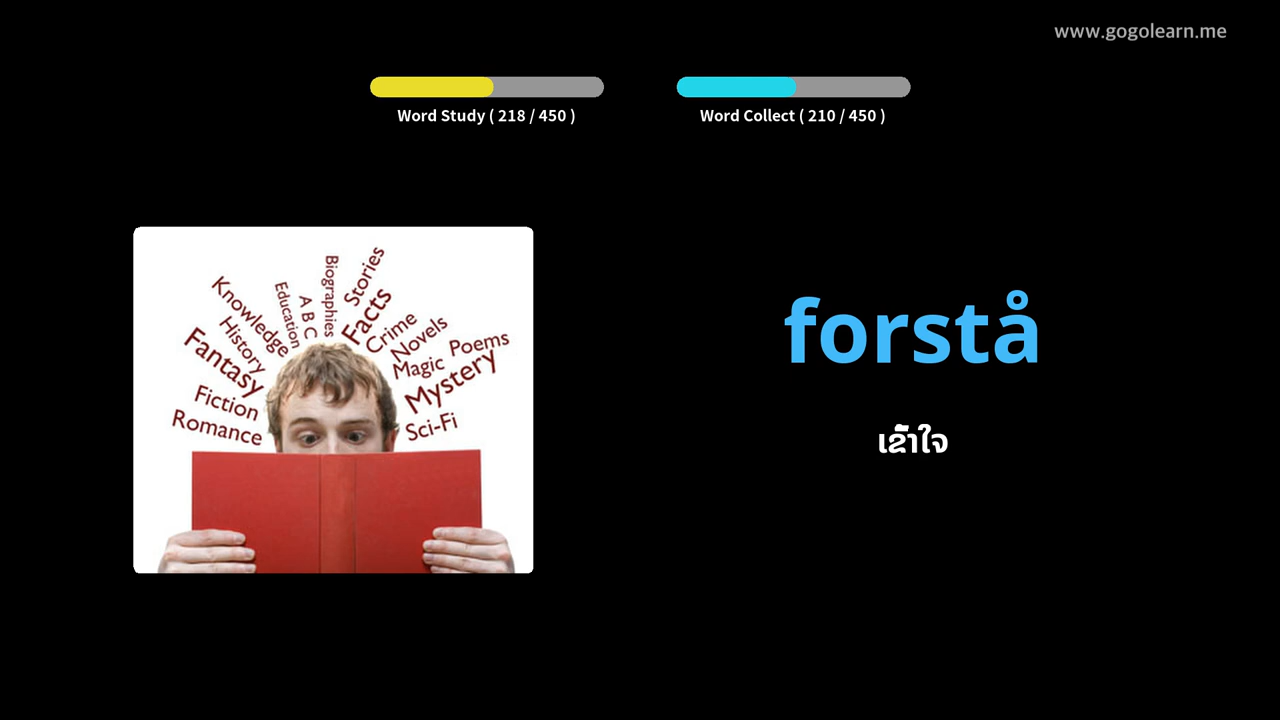 www.gogolearn.me
Word Study ( 218 / 450 )
Word Collect ( 210 / 450 )
Stories
Biographies
Facts
A B C
Education
Knowledge
Crime
Novels
History
Poems
Magic
Fantasy
Mystery
Fiction
Sci-Fi
Romance
forstå
ເຂົ້າໃຈ